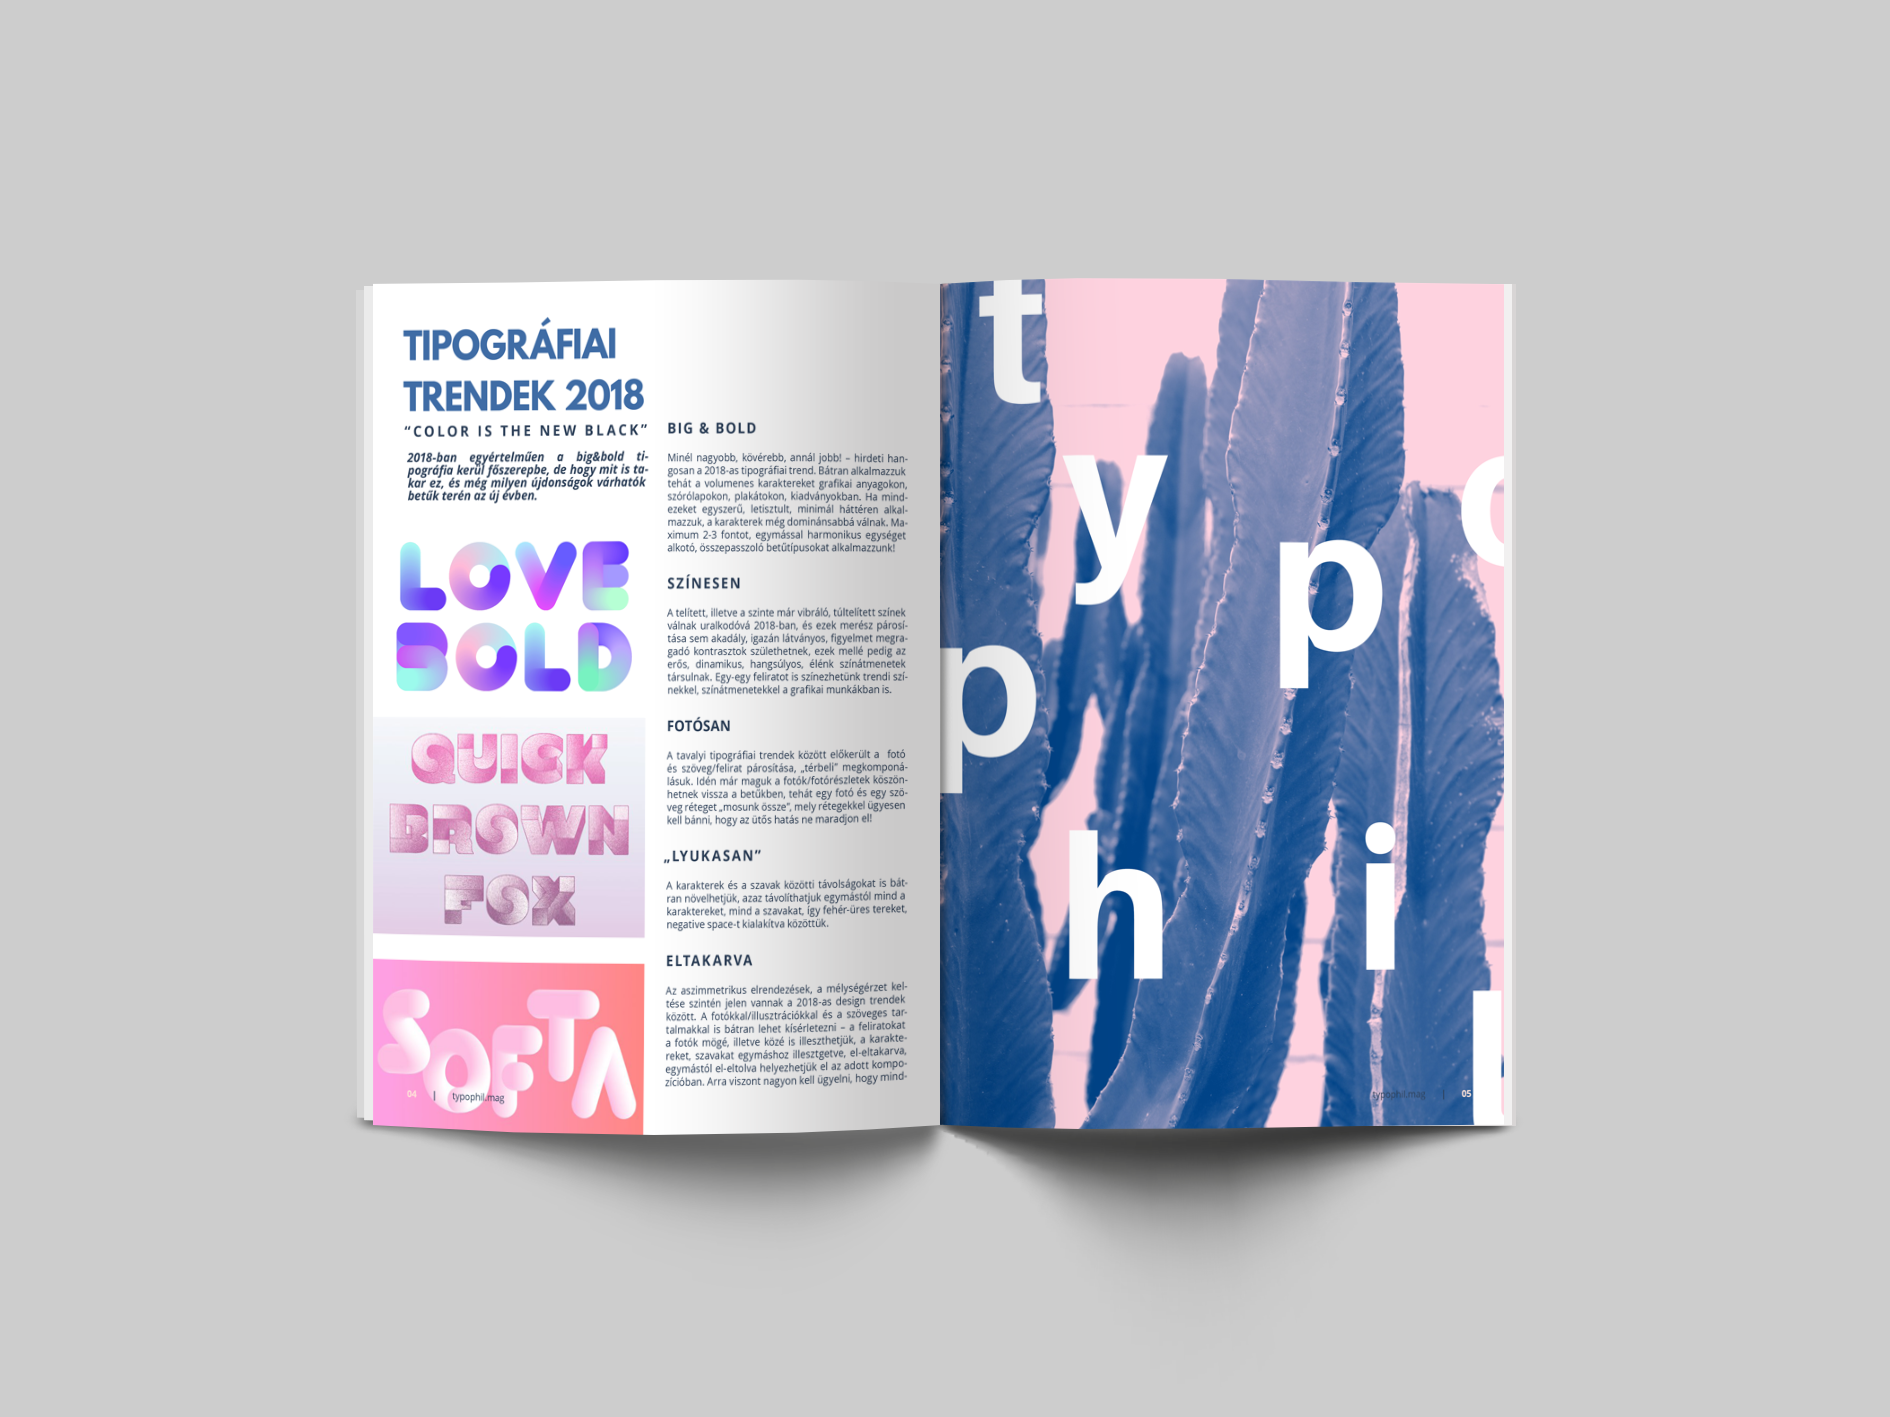 TIPOGRÁFIAI
TRENDEK 2018
“COLOR IS THE NEW BLACK”
2018-ban egyértelműen a big&bold ti-
pográfia kerül főszerepbe, de hogy mit is ta-
kar ez, és még milyen újdonságok várhatók
betűk terén az új évben.
LOVE
BOLD
QUICK
BROWN
FOX
SOFTA
04 | typophil.mag
BIG & BOLD
Minél nagyobb, kövérebb, annál jobb! – hirdeti han-
gosan a 2018-as tipográfiai trend. Bátran alkalmazzuk
tehát a volumenes karaktereket grafikai anyagokon,
szórólapokon, plakátokon, kiadványokban. Ha mind-
ezeket egyszerű, letisztult, minimál háttéren alkal-
mazzuk, a karakterek még dominánsabbá válnak. Ma-
ximum 2-3 fontot, egymással harmonikus egységet
alkotó, összepasszoló betűtípusokat alkalmazzunk!
SZÍNESEN
A telített, illetve a szinte már vibráló, túltelített színek
válnak uralkodóvá 2018-ban, és ezek merész párosí-
tása sem akadály, igazán látványos, figyelmet megra-
gadó kontrasztok születhetnek, ezek mellé pedig az
erős, dinamikus, hangsúlyos, élénk színátmenetek
társulnak. Egy-egy feliratot is színezhetünk trendi szí-
nekkel, színátmenetekkel a grafikai munkákban is.
FOTÓSAN
A tavalyi tipográfiai trendek között előkerült a fotó
és szöveg/felirat párosítása, „térbeli” megkomponá-
lásuk. Idén már maguk a fotók/fotórészletek köszön-
hetnek vissza a betűkben, tehát egy fotó és egy szö-
veg réteget „mosunk össze”, mely rétegekkel ügyesen
kell bánni, hogy az ütős hatás ne maradjon el!
„LYUKASAN”
A karakterek és a szavak közötti távolságokat is bát-
ran növelhetjük, azaz távolíthatjuk egymástól mind a
karaktereket, mind a szavakat, így fehér-üres tereket,
negative space-t kialakítva közöttük.
ELTAKARVA
Az aszimmetrikus elrendezések, a mélységérzet kel-
tése szintén jelen vannak a 2018-as design trendek
között. A fotókkal/illusztrációkkal és a szöveges tar-
talmakkal is bátran lehet kísérletezni – a feliratokat
a fotók mögé, illetve közé is illeszthetjük, a karakte-
reket, szavakat egymáshoz illesztgetve, el-eltakarva,
egymástól el-eltolva helyezhetjük el az adott kompo-
zícióban. Arra viszont nagyon kell ügyelni, hogy mind-
t
y
p
o
p
h
i
l
typophil.mag | 05